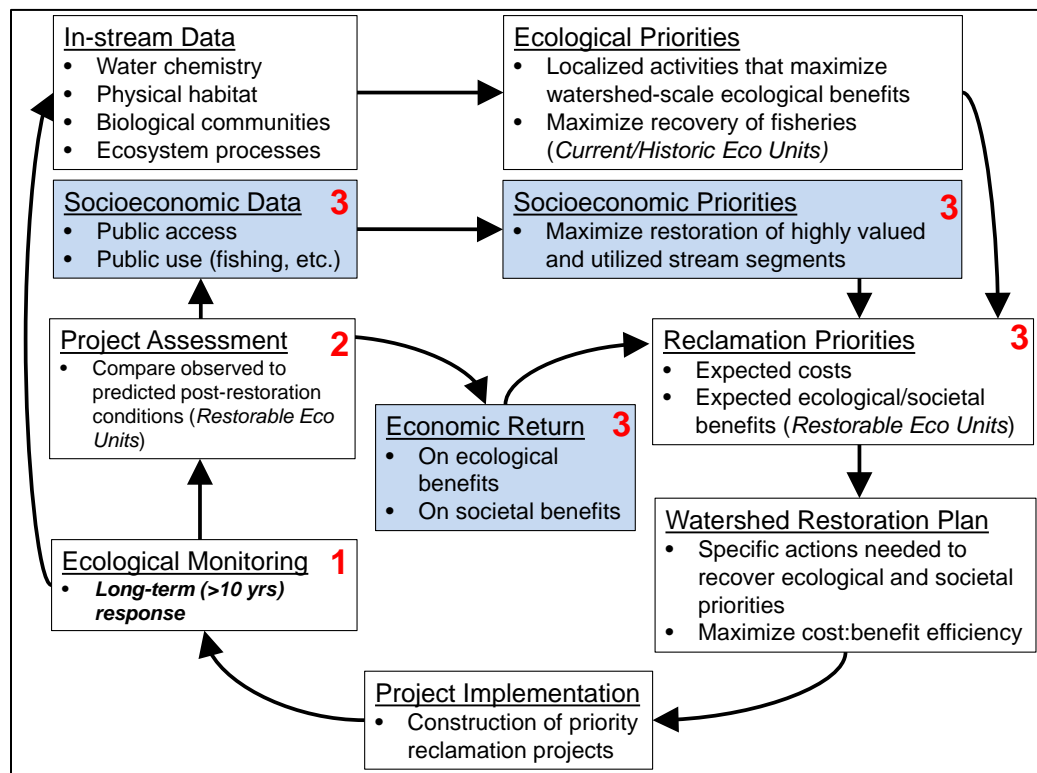 In-stream Data
• Water chemistry
• Physical habitat
• Biological communities
• Ecosystem processes
Ecological Priorities
• Localized activities that maximize
watershed-scale ecological benefits
• Maximize recovery of fisheries
(Current/Historic Eco Units)
Socioeconomic Data 3
• Public access
• Public use (fishing, etc.)
Socioeconomic Priorities 3
• Maximize restoration of highly valued
and utilized stream segments
Project Assessment 2
• Compare observed to
predicted post-restoration
conditions (Restorable Eco
Units)
Economic Return 3
• On ecological
benefits
• On societal benefits
Reclamation Priorities 3
• Expected costs
• Expected ecological/societal
benefits (Restorable Eco Units)
Ecological Monitoring 1
• Long-term (>10 yrs)
response
Watershed Restoration Plan
• Specific actions needed to
recover ecological and societal
priorities
• Maximize cost:benefit efficiency
Project Implementation
• Construction of priority
reclamation projects